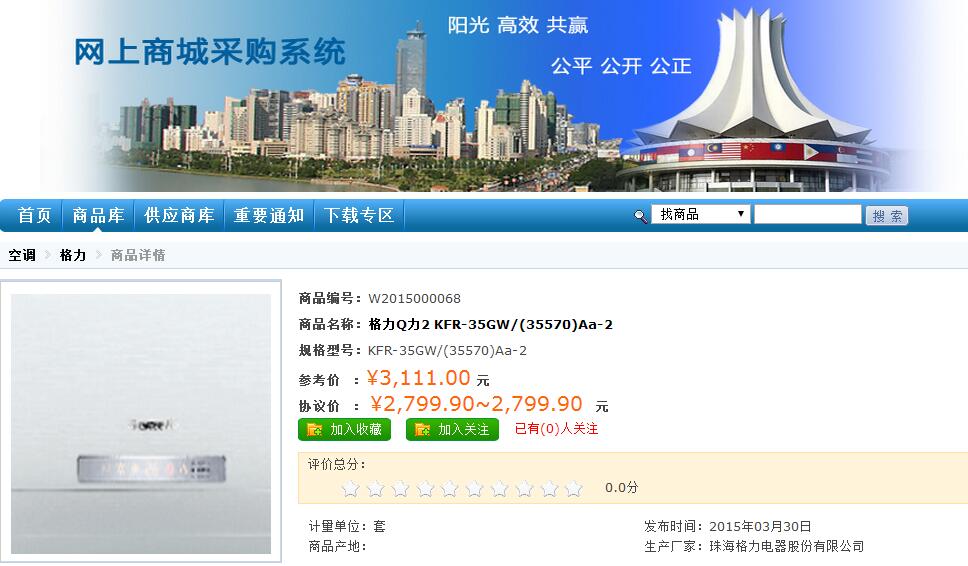 阳光 高效 共赢
网上商城采购系统
公平 公开 公正
首页 商品库 供应商库 重要通知 下载专区 找商品 搜 索
空调 格力 商品详情
商品编号：W2015000068
商品名称：格力Q力2 KFR-35GW/(35570)Aa-2
规格型号：KFR-35GW/(35570)Aa-2
参考价 ：¥3,111.00 元
协议价 ：¥2,799.90~2,799.90 元
加入收藏 加入关注 已有(0)人关注
评价总分：
0.0分
计量单位：套 发布时间：2015年03月30日
商品产地： 生产厂家：珠海格力电器股份有限公司